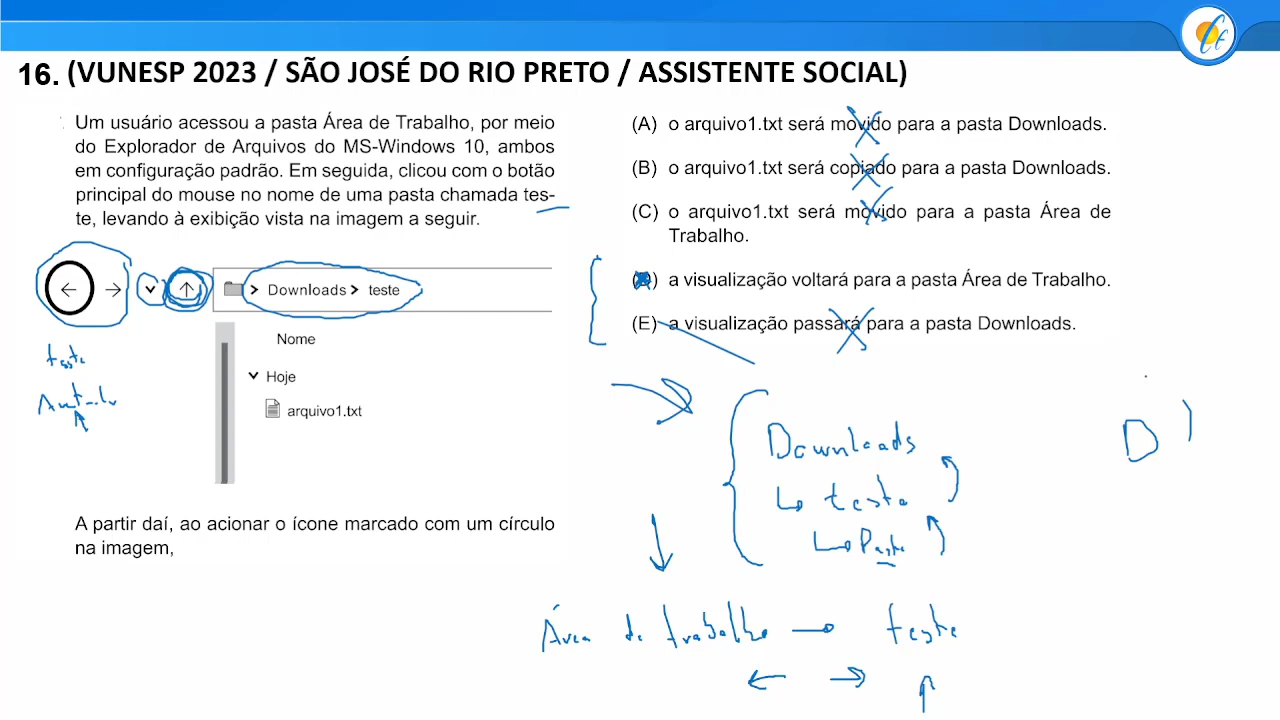 16. (VUNESP 2023 / SÃO JOSÉ DO RIO PRETO / ASSISTENTE SOCIAL)
Um usuário acessou a pasta Área de Trabalho, por meio
do Explorador de Arquivos do MS-Windows 10, ambos
em configuração padrão. Em seguida, clicou com o botão
principal do mouse no nome de uma pasta chamada tes-
te, levando à exibição vista na imagem a seguir.
Downloads > teste
Nome
Hoje
arquivo1.txt
teste
A partir daí, ao acionar o ícone marcado com um círculo
na imagem,
(A) o arquivo1.txt será movido para a pasta Downloads.
(B) o arquivo1.txt será copiado para a pasta Downloads.
(C) o arquivo1.txt será movido para a pasta Área de
Trabalho.
(D) a visualização voltará para a pasta Área de Trabalho.
(E) a visualização passará para a pasta Downloads.
Downloads
teste
Paste
D
Área de trabalho → teste
← → ↑